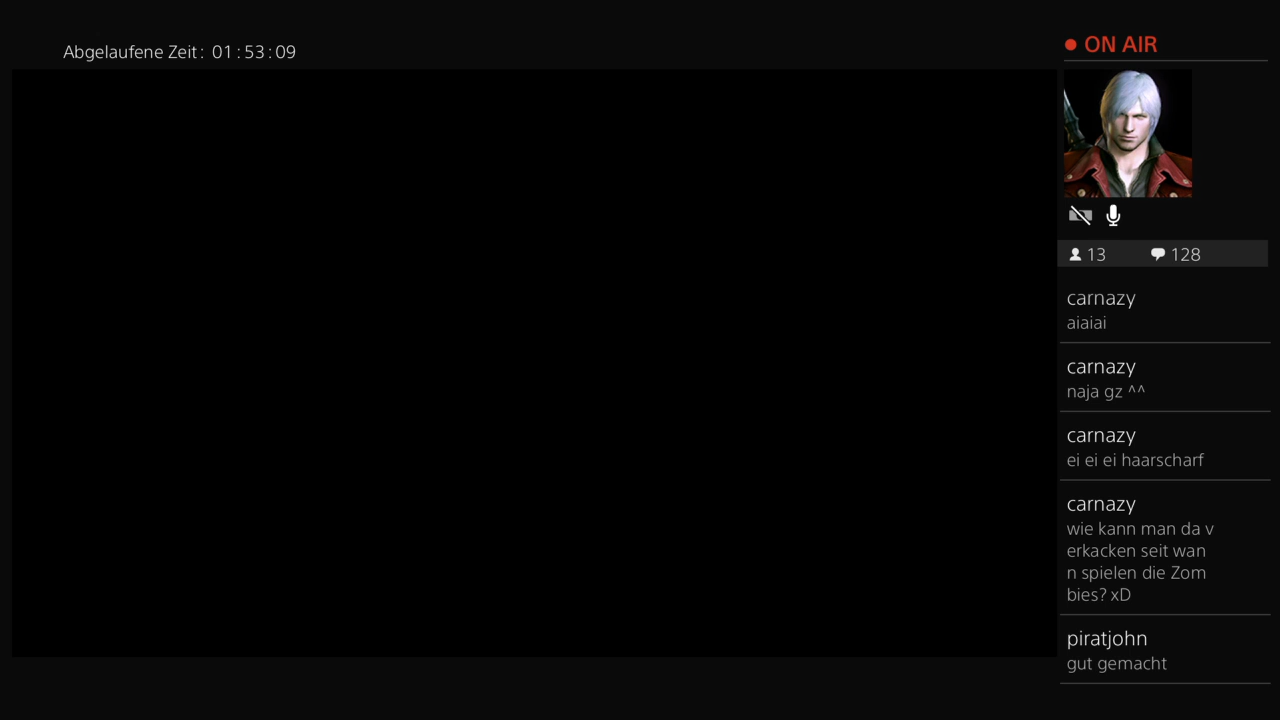 Abgelaufene Zeit: 01:53:09
ON AIR
13 128
carnazy
aiaiai
carnazy
naja gz ^^
carnazy
ei ei ei haarscharf
carnazy
wie kann man da v
erkacken seit wan
n spielen die Zom
bies? xD
piratjohn
gut gemacht